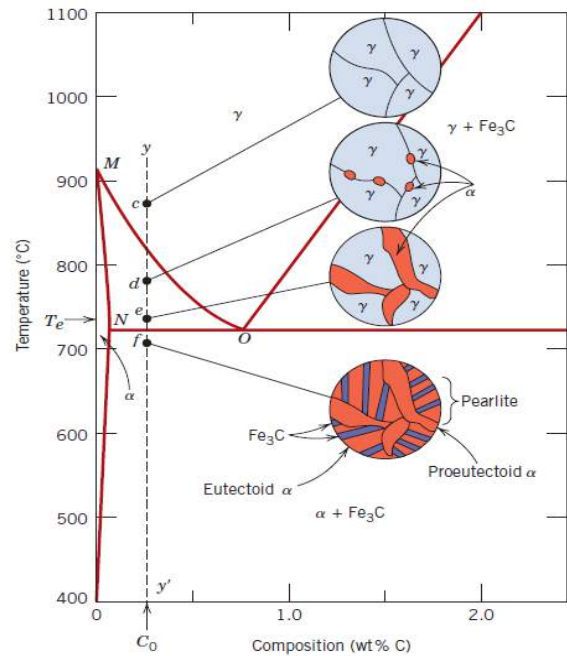 1100
1000
900
800
700
600
500
400
Temperature (°C)
0
1.0
2.0
Composition (wt% C)
γ
γ
γ
γ
γ
y
M
c
d
e
f
N
O
Tₑ
α
γ
γ
γ
γ
α
γ + Fe₃C
γ
γ
γ
γ
Pearlite
Fe₃C
Proeutectoid α
Eutectoid α
α + Fe₃C
y′
C₀